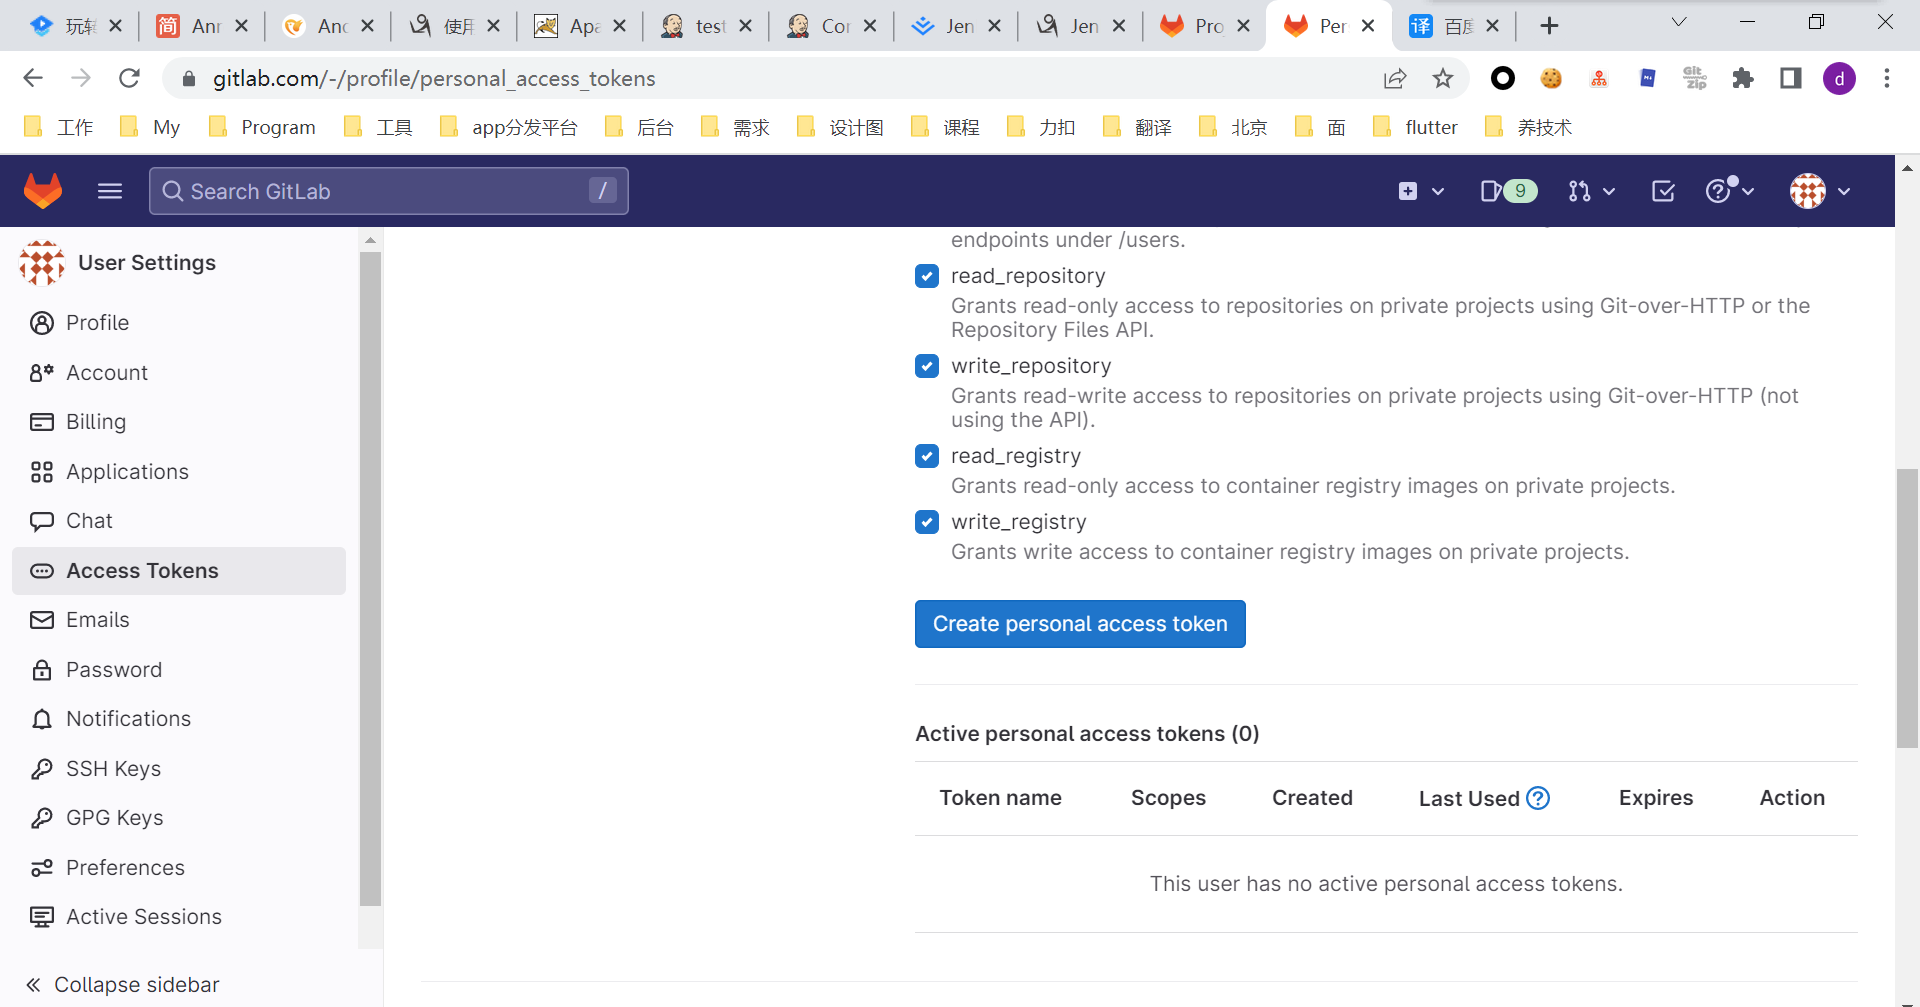 玩转
Anr
Anc
使用
Apa
test
Cor
Jen
Jen
Pro
Per
百度
gitlab.com/-/profile/personal_access_tokens
工作
My
Program
工具
app分发平台
后台
需求
设计图
课程
力扣
翻译
北京
面
flutter
养技术
Search GitLab
/
9
User Settings
Profile
Account
Billing
Applications
Chat
Access Tokens
Emails
Password
Notifications
SSH Keys
GPG Keys
Preferences
Active Sessions
Collapse sidebar
endpoints under /users.
read_repository
Grants read-only access to repositories on private projects using Git-over-HTTP or the
Repository Files API.
write_repository
Grants read-write access to repositories on private projects using Git-over-HTTP (not
using the API).
read_registry
Grants read-only access to container registry images on private projects.
write_registry
Grants write access to container registry images on private projects.
Create personal access token
Active personal access tokens (0)
Token name Scopes Created Last Used Expires Action
This user has no active personal access tokens.